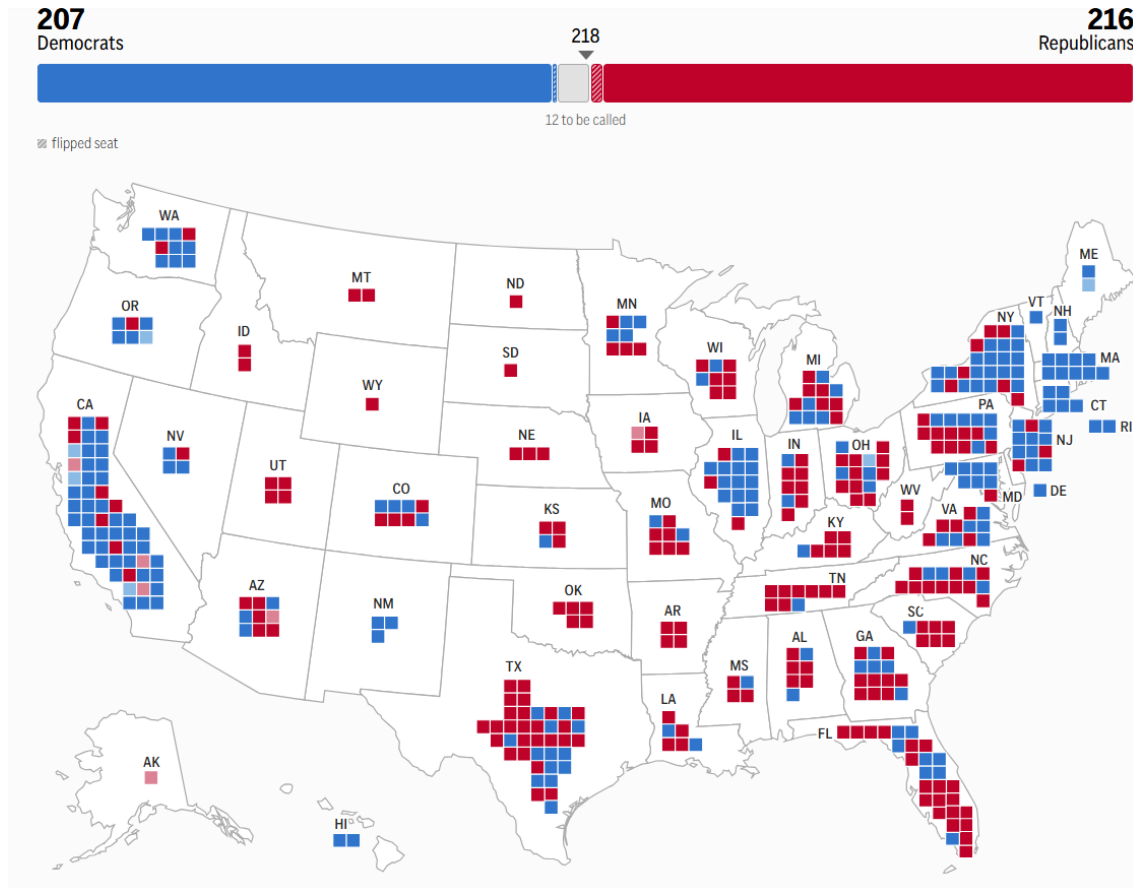 207
216
Democrats
218
Republicans
12 to be called
flipped seat
WA
ME
MT
ND
OR
MN
VT
NH
NY
ID
WI
MA
SD
MI
WY
CA
PA
CT
IA
NE
RI
NV
IL
IN
OH
NJ
UT
CO
WV
DE
MD
MO
KS
VA
KY
NC
AZ
TN
OK
NM
AR
SC
AL
GA
TX
MS
LA
FL
AK
HI